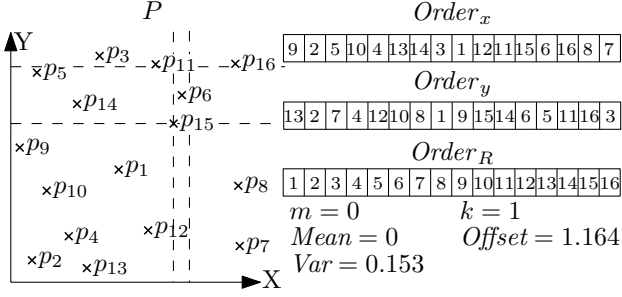 P
Y
p3
p5
p11
p16
p14
p6
p15
p9
p1
p10
p8
p4
p12
p7
p2
p13
X
Order_x
9 2 5 10 4 13 14 3 1 12 11 15 6 16 8 7
Order_y
13 2 7 4 12 10 8 1 9 15 14 6 5 11 16 3
Order_R
1 2 3 4 5 6 7 8 9 10 11 12 13 14 15 16
m = 0 k = 1
Mean = 0 Offset = 1.164
Var = 0.153